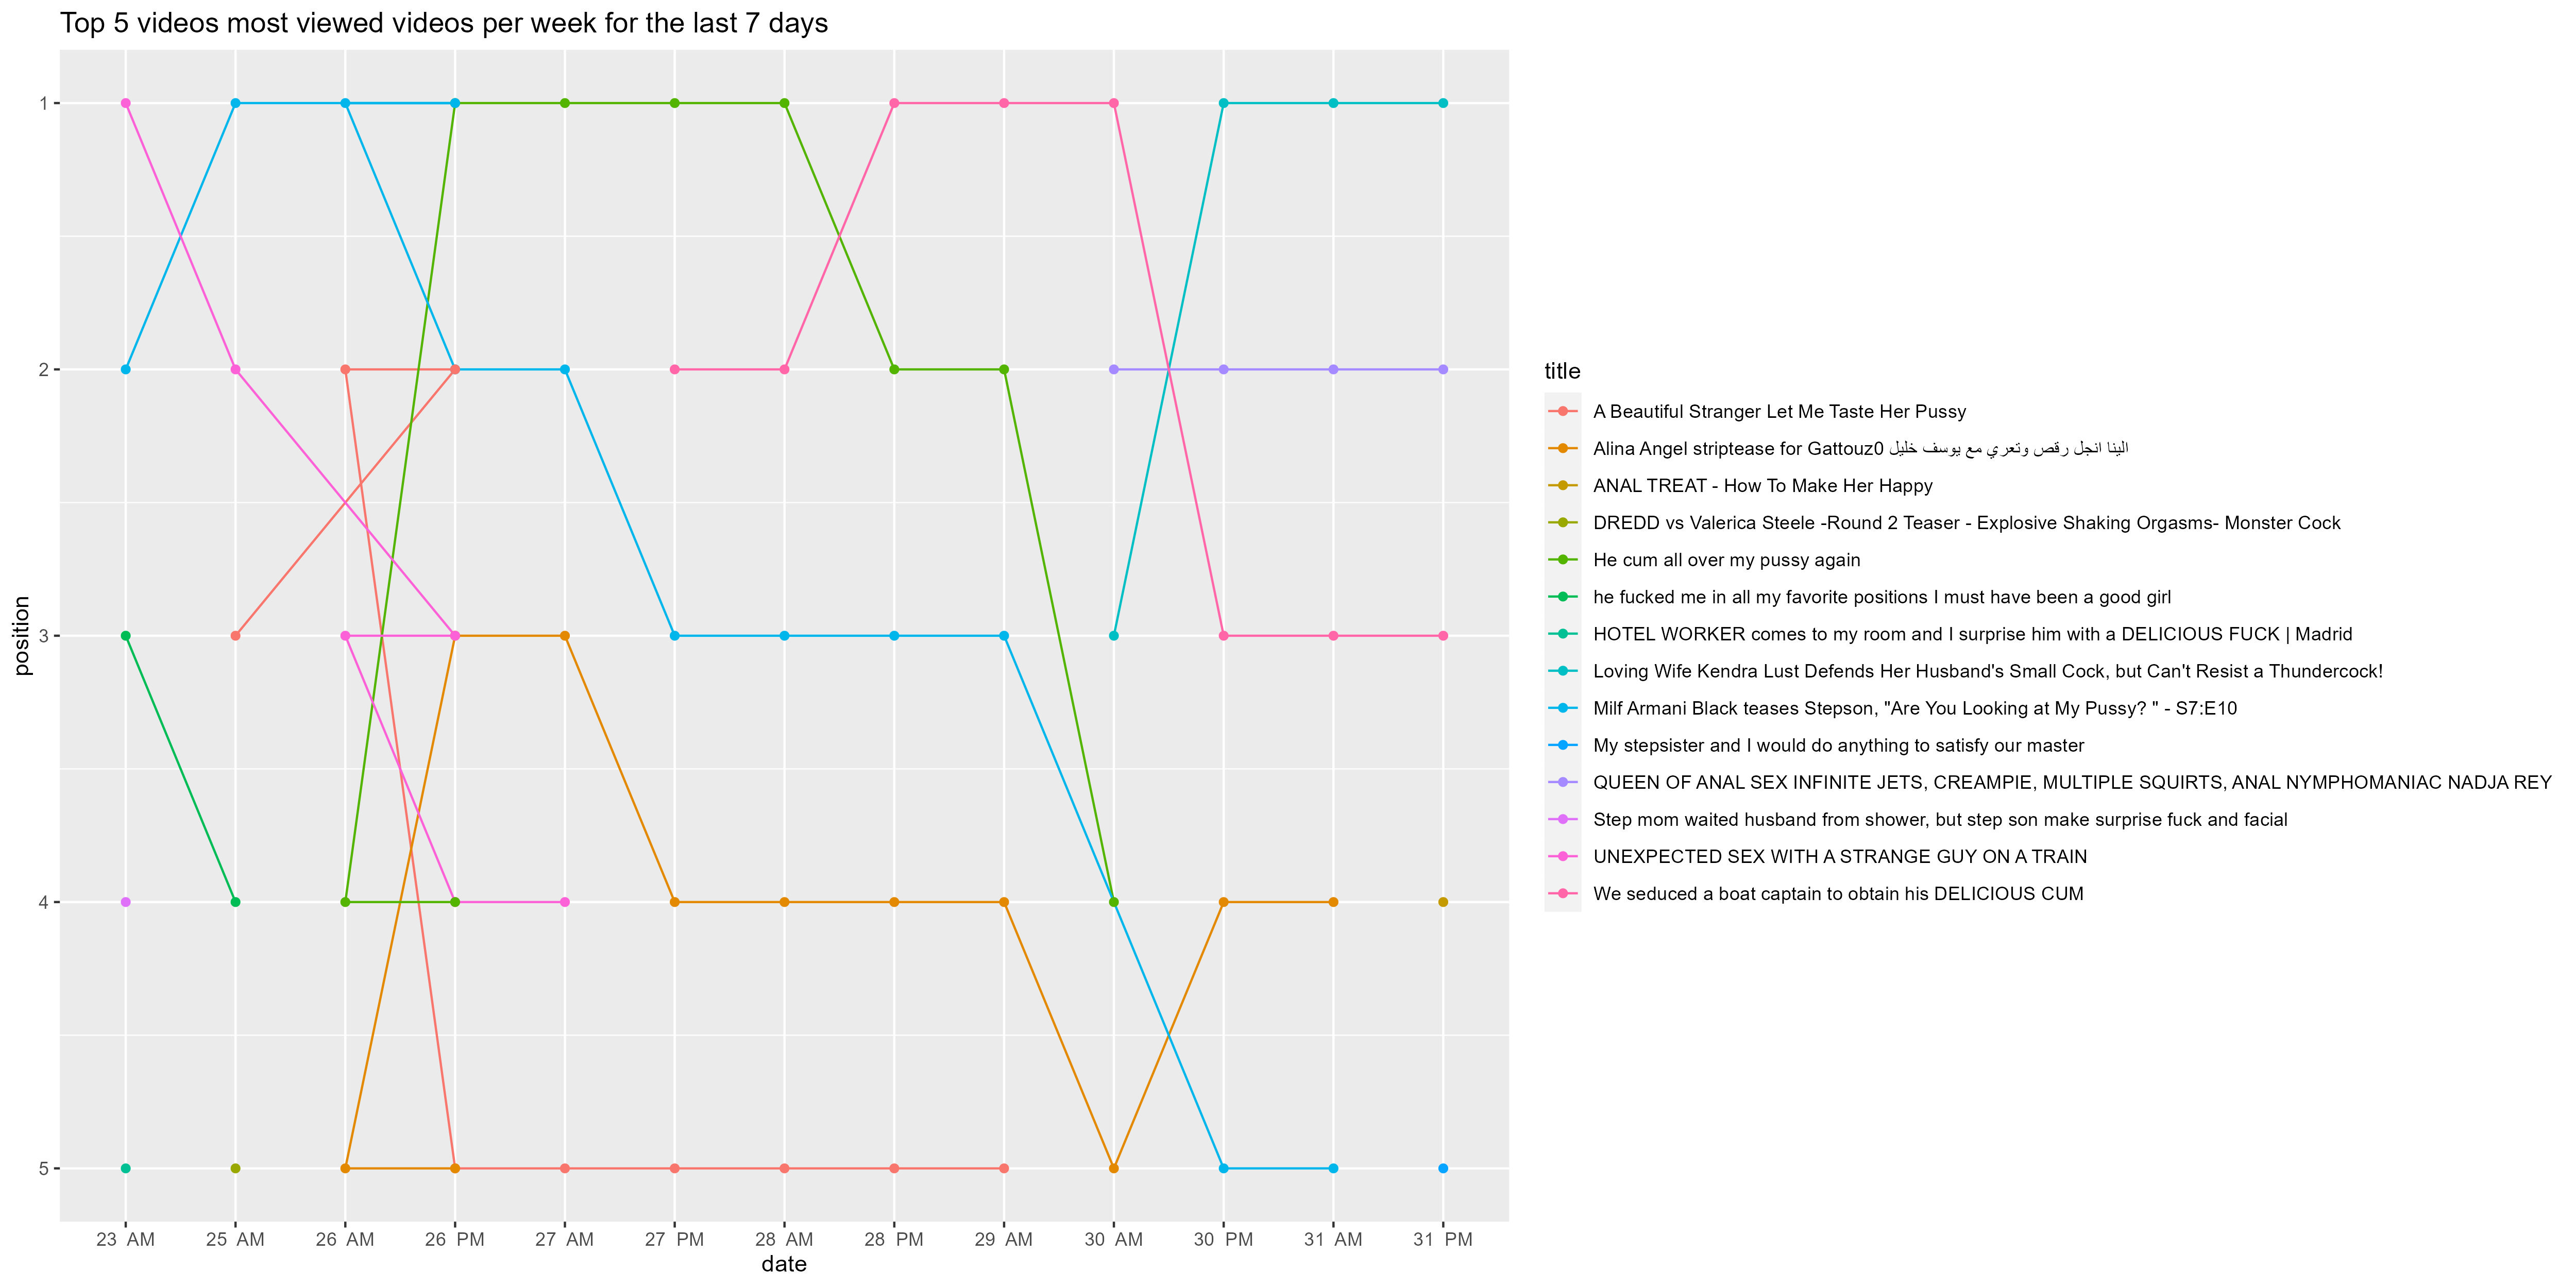 Top 5 videos most viewed videos per week for the last 7 days
position
1
2
3
4
5
23 AM 25 AM 26 AM 26 PM 27 AM 27 PM 28 AM 28 PM 29 AM 30 AM 30 PM 31 AM 31 PM
date
title
A Beautiful Stranger Let Me Taste Her Pussy
Alina Angel striptease for Gattouz0 الينا انجل رقص وتعري مع يوسف خليل
ANAL TREAT - How To Make Her Happy
DREDD vs Valerica Steele -Round 2 Teaser - Explosive Shaking Orgasms- Monster Cock
He cum all over my pussy again
he fucked me in all my favorite positions I must have been a good girl
HOTEL WORKER comes to my room and I surprise him with a DELICIOUS FUCK | Madrid
Loving Wife Kendra Lust Defends Her Husband's Small Cock, but Can't Resist a Thundercock!
Milf Armani Black teases Stepson, "Are You Looking at My Pussy? " - S7:E10
My stepsister and I would do anything to satisfy our master
QUEEN OF ANAL SEX INFINITE JETS, CREAMPIE, MULTIPLE SQUIRTS, ANAL NYMPHOMANIAC NADJA REY
Step mom waited husband from shower, but step son make surprise fuck and facial
UNEXPECTED SEX WITH A STRANGE GUY ON A TRAIN
We seduced a boat captain to obtain his DELICIOUS CUM